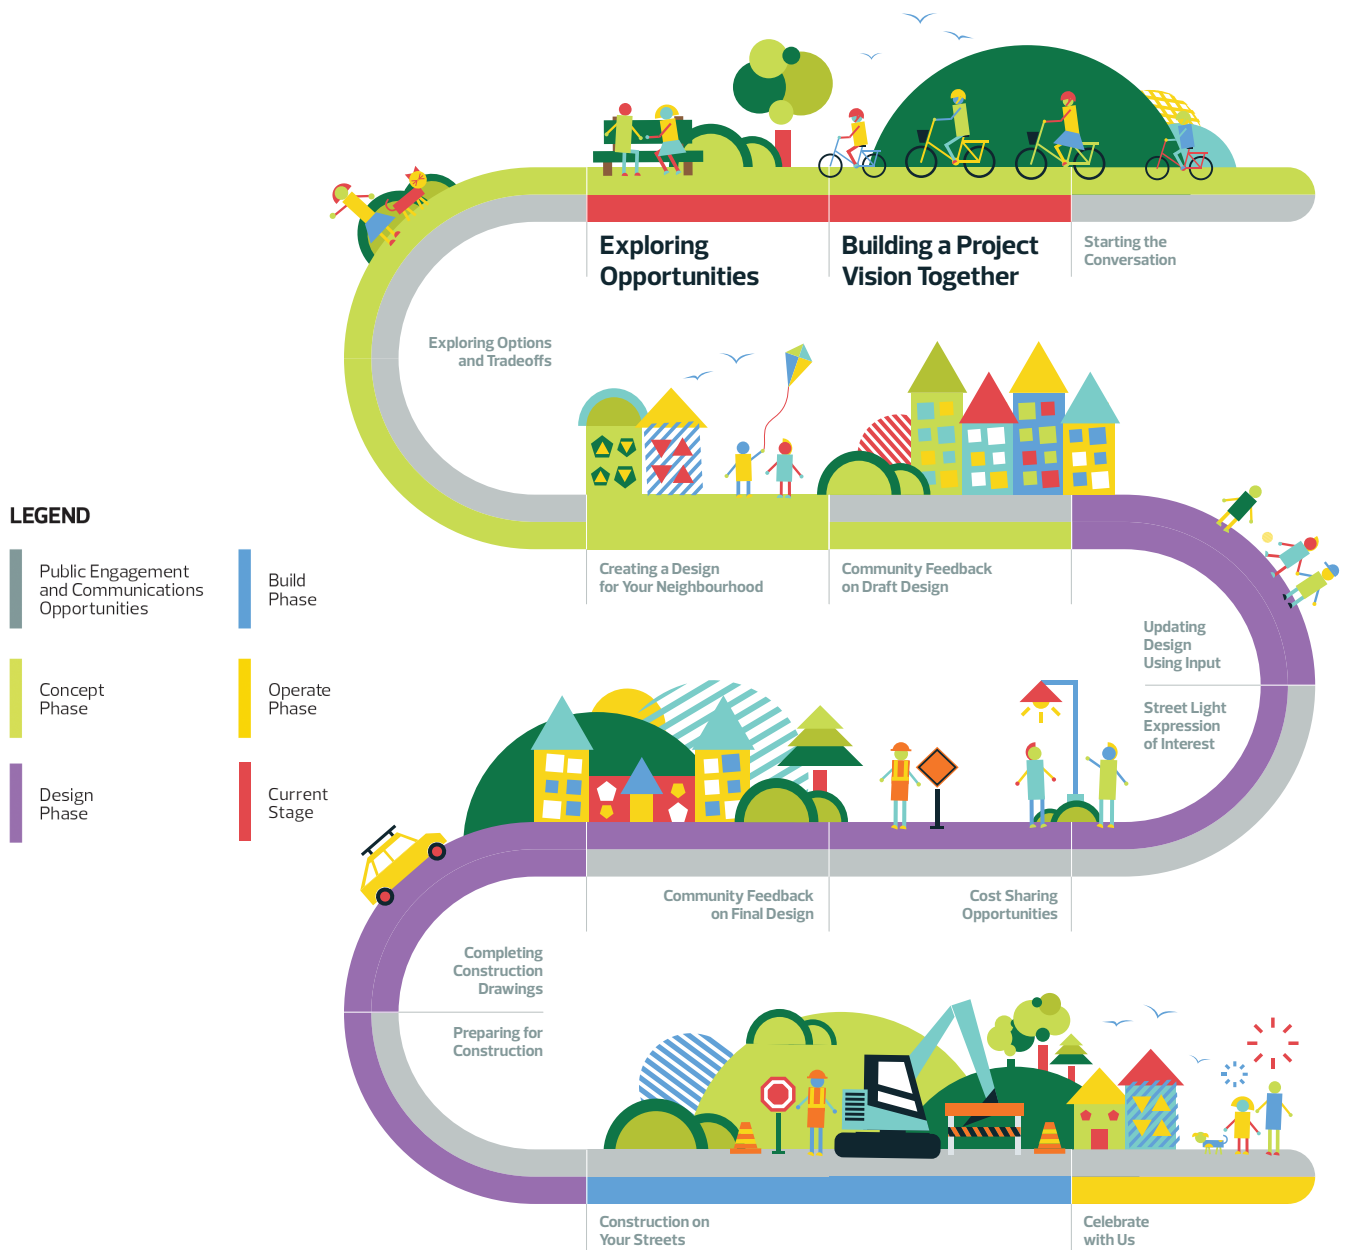 Exploring
Opportunities
Building a Project
Vision Together
Starting the
Conversation
Exploring Options
and Tradeoffs
LEGEND
Public Engagement
and Communications
Opportunities
Build
Phase
Concept
Phase
Operate
Phase
Design
Phase
Current
Stage
Creating a Design
for Your Neighbourhood
Community Feedback
on Draft Design
Updating
Design
Using Input
Street Light
Expression
of Interest
Community Feedback
on Final Design
Cost Sharing
Opportunities
Completing
Construction
Drawings
Preparing for
Construction
Construction on
Your Streets
Celebrate
with Us